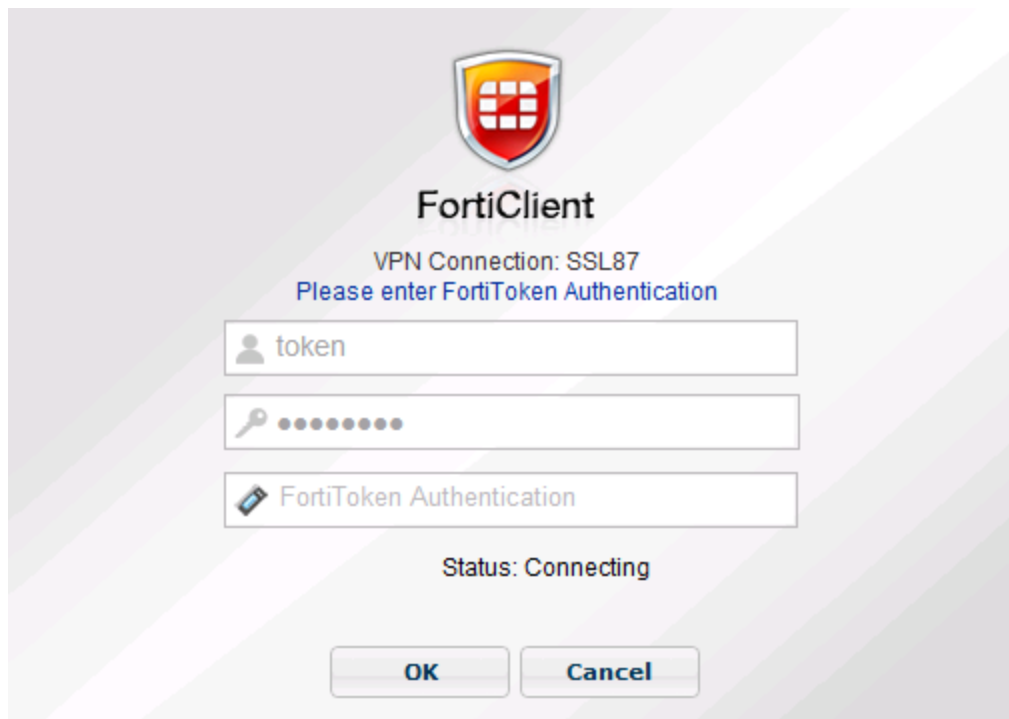 FortiClient
VPN Connection: SSL87
Please enter FortiToken Authentication
token
••••••••
FortiToken Authentication
Status: Connecting
OK
Cancel